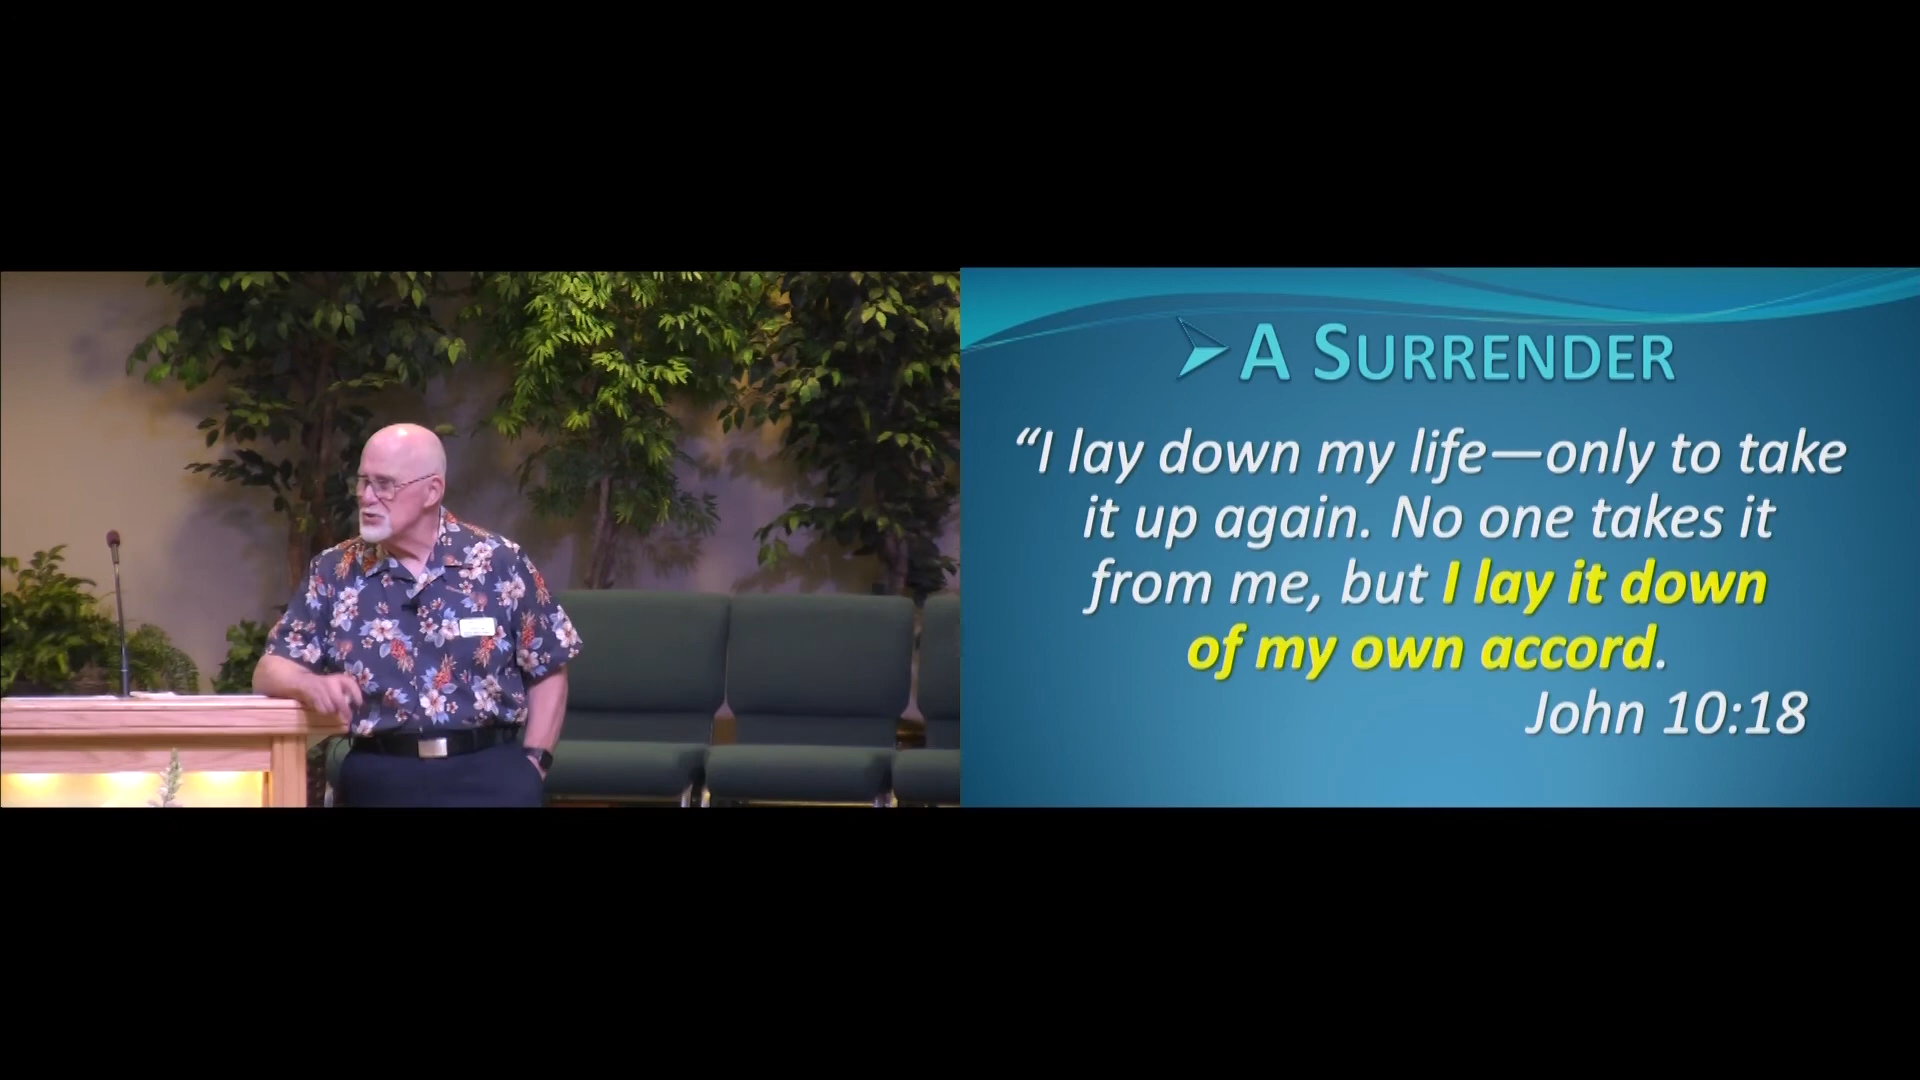 A SURRENDER
“I lay down my life—only to take
it up again. No one takes it
from me, but I lay it down
of my own accord.
John 10:18